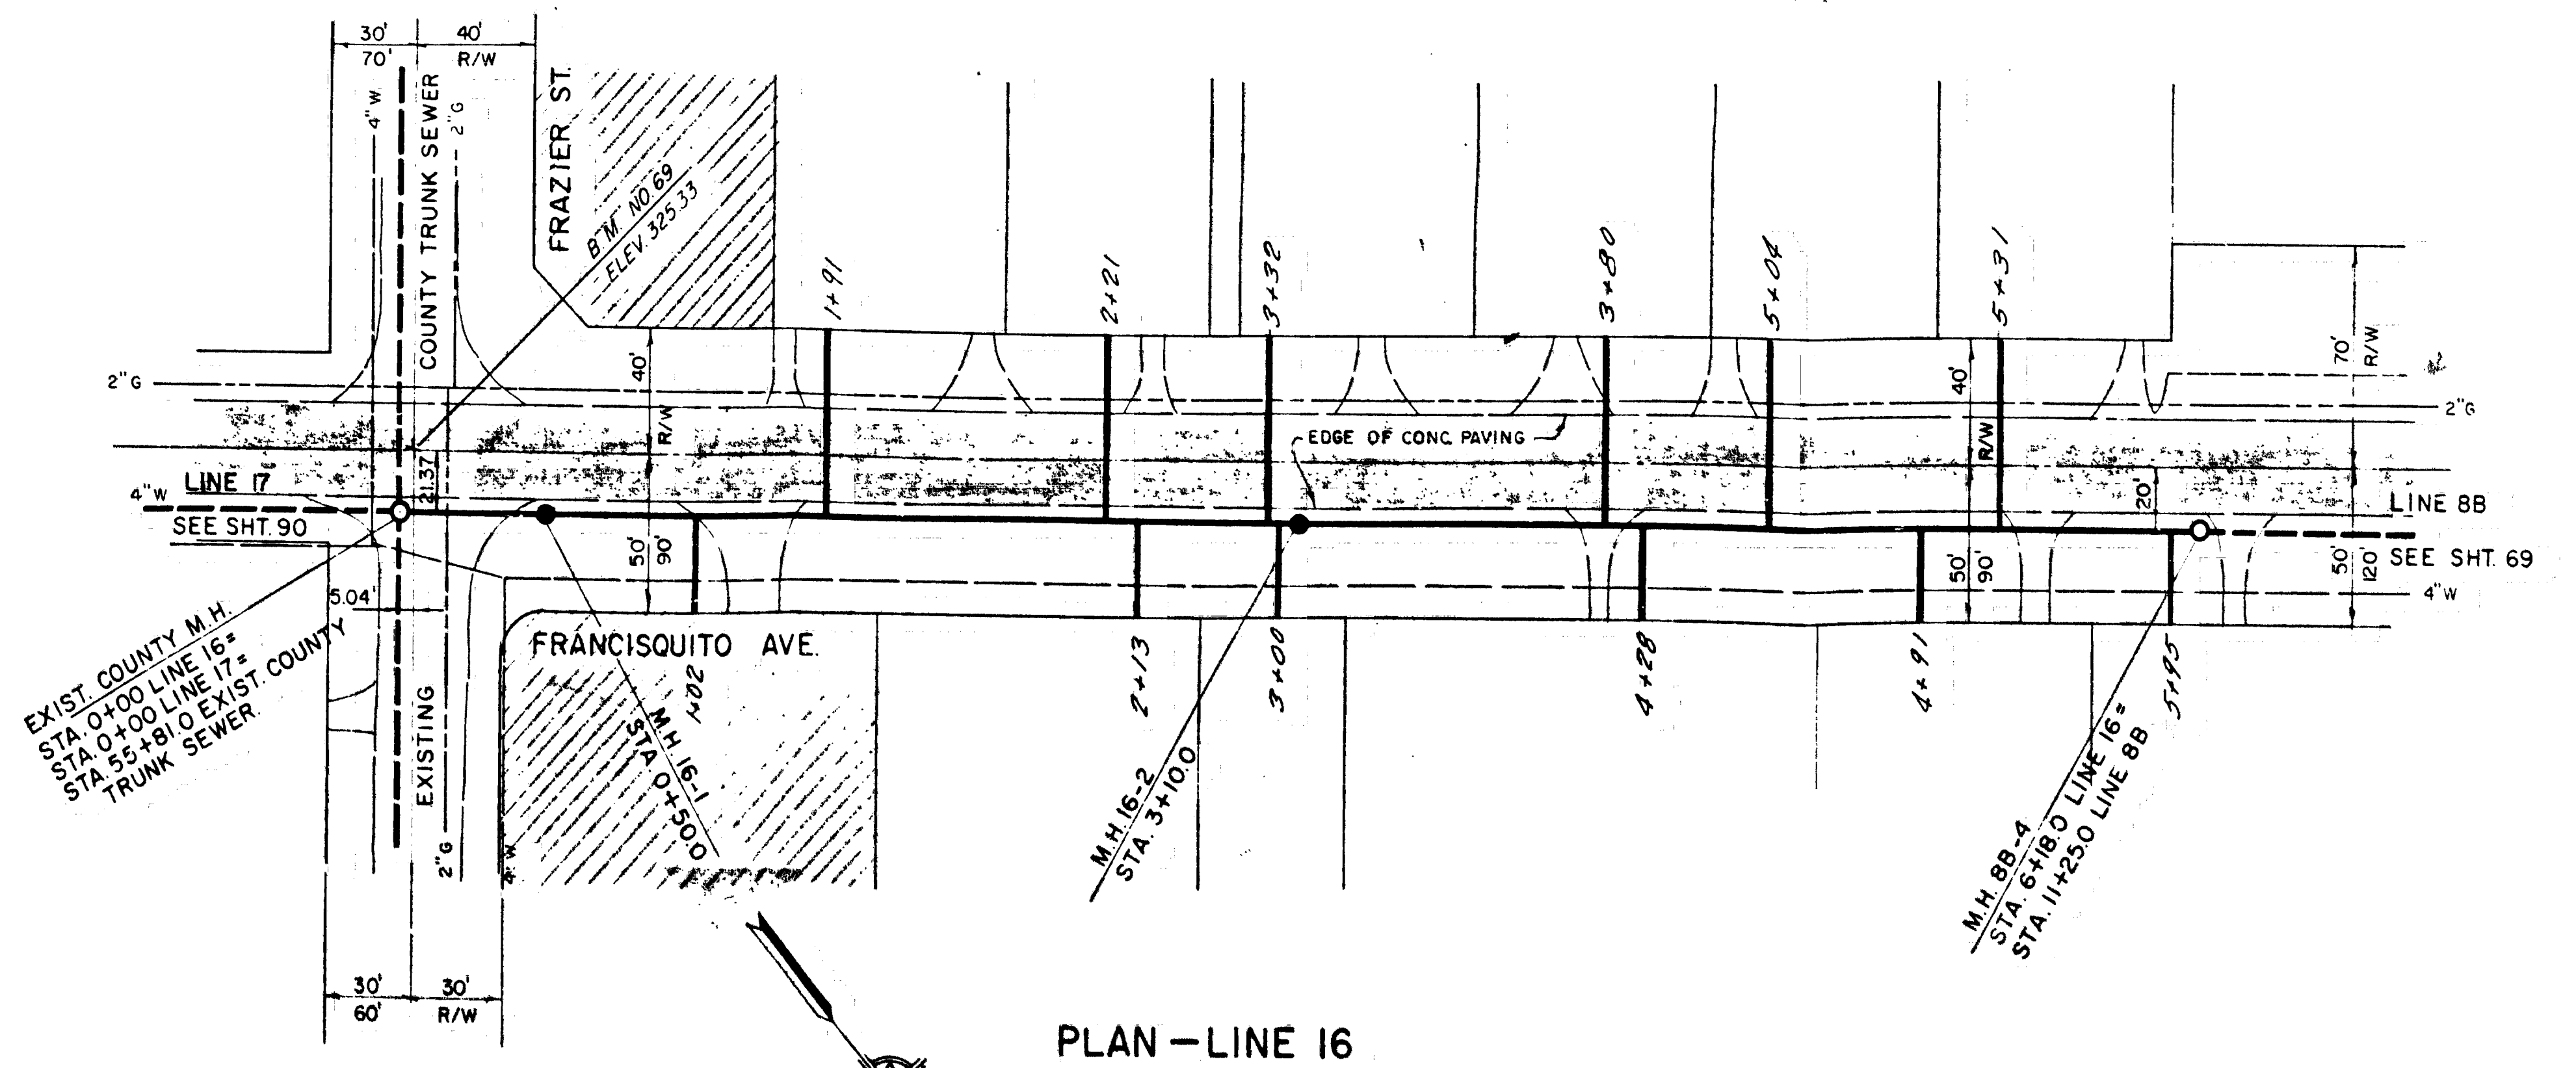 30' 40'
70' R/W
4" W
COUNTY TRUNK SEWER
2" G
FRAZIER ST.
B.M. NO. 69
ELEV. 325.33
1+91
2+21
3+32
3+80
5+04
5+31
2" G
40'
R/W
40'
R/W
70'
R/W
2" G
EDGE OF CONC. PAVING
21.37
4" W
LINE 17
SEE SHT. 90
20'
LINE 8B
SEE SHT. 69
50'
90'
50'
90'
50'
120'
4" W
5.04'
EXIST. COUNTY M.H.
STA. 0+00 LINE 16=
STA. 0+00 LINE 17=
STA. 55+81.0 EXIST. COUNTY
TRUNK SEWER
FRANCISQUITO AVE.
1+02
2+13
3+00
4+28
4+91
5+95
EXISTING
2" G
4" W
M.H. 16-1
STA. 0+50.0
M.H. 16-2
STA. 3+10.0
M.H. 8B-4
STA. 6+18.0 LINE 16=
STA. 11+25.0 LINE 8B
30' 30'
60' R/W
PLAN – LINE 16